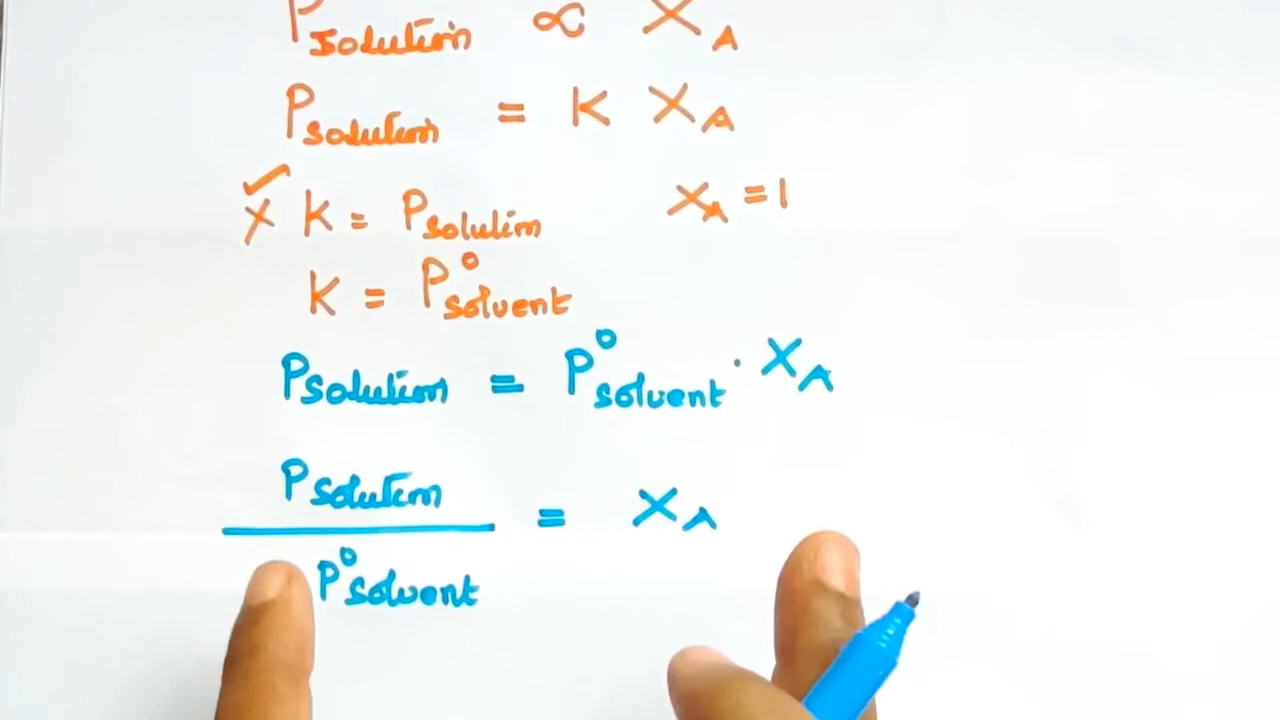 P solution ∝ X A
P solution = K X A
✓ x K = P solution X A = 1
K = P° solvent
P solution = P° solvent . X A
P solution
= X A
P° solvent